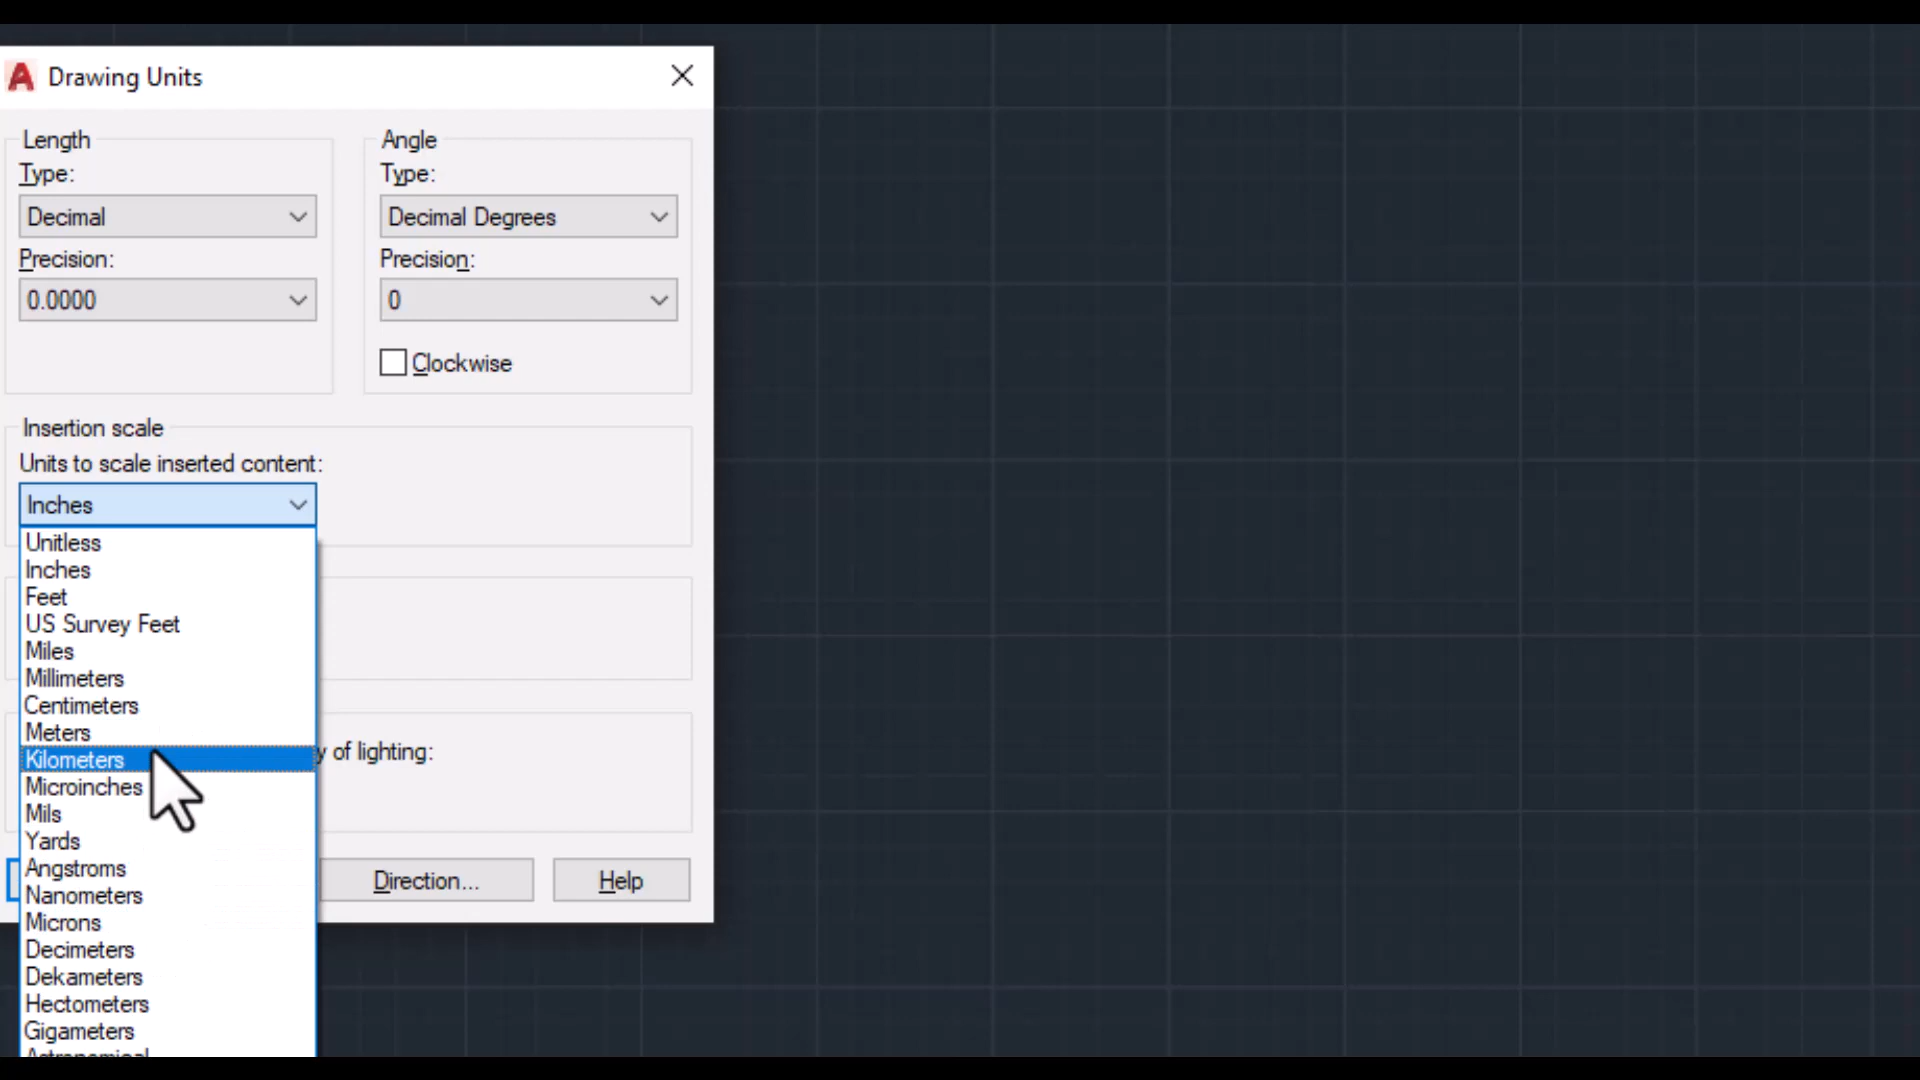 Drawing Units
Length
Type:
Decimal
Precision:
0.0000
Angle
Type:
Decimal Degrees
Precision:
0
Clockwise
Insertion scale
Units to scale inserted content:
Inches
Unitless
Inches
Feet
US Survey Feet
Miles
Millimeters
Centimeters
Meters
Kilometers
Microinches
Mils
Yards
Angstroms
Nanometers
Microns
Decimeters
Dekameters
Hectometers
Gigameters
Astronomical
of lighting:
Direction...
Help